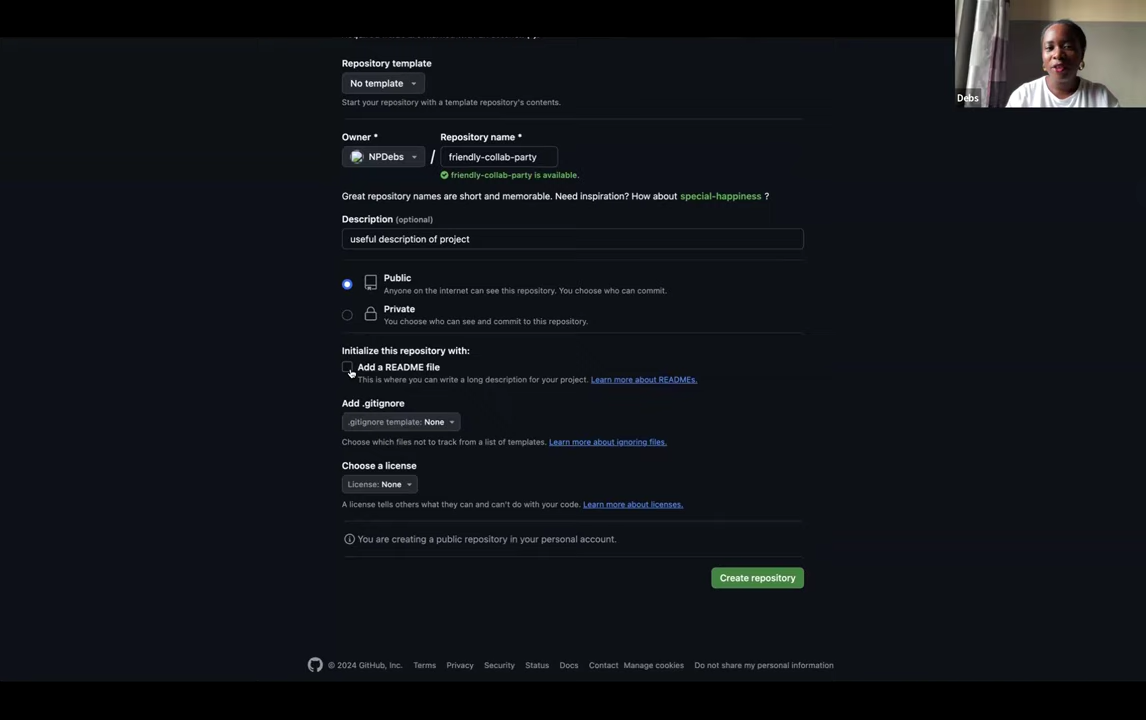 Repository template
No template
Start your repository with a template repository's contents.
Owner *
Repository name *
NPDebs
/
friendly-collab-party
friendly-collab-party is available.
Great repository names are short and memorable. Need inspiration? How about special-happiness ?
Description (optional)
useful description of project
Public
Anyone on the internet can see this repository. You choose who can commit.
Private
You choose who can see and commit to this repository.
Initialize this repository with:
Add a README file
This is where you can write a long description for your project. Learn more about READMEs.
Add .gitignore
.gitignore template: None
Choose which files not to track from a list of templates. Learn more about ignoring files.
Choose a license
License: None
A license tells others what they can and can't do with your code. Learn more about licenses.
You are creating a public repository in your personal account.
Create repository
© 2024 GitHub, Inc. Terms Privacy Security Status Docs Contact Manage cookies Do not share my personal information
Debs